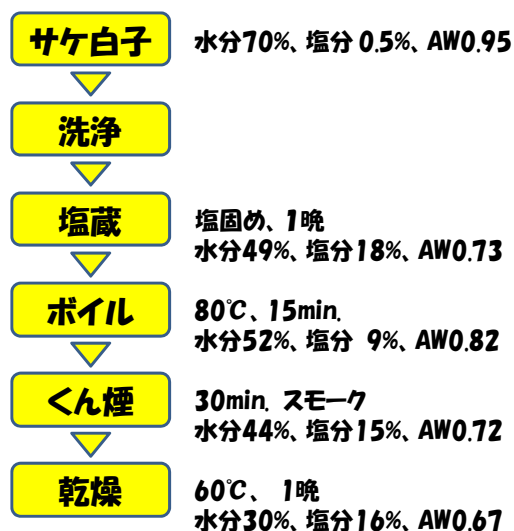 サケ白子 水分70%、塩分0.5%、AW0.95
洗浄
塩蔵 塩固め、1晩
水分49%、塩分18%、AW0.73
ボイル 80℃、15min.
水分52%、塩分 9%、AW0.82
くん煙 30min. スモーク
水分44%、塩分15%、AW0.72
乾燥 60℃、 1晩
水分30%、塩分16%、AW0.67